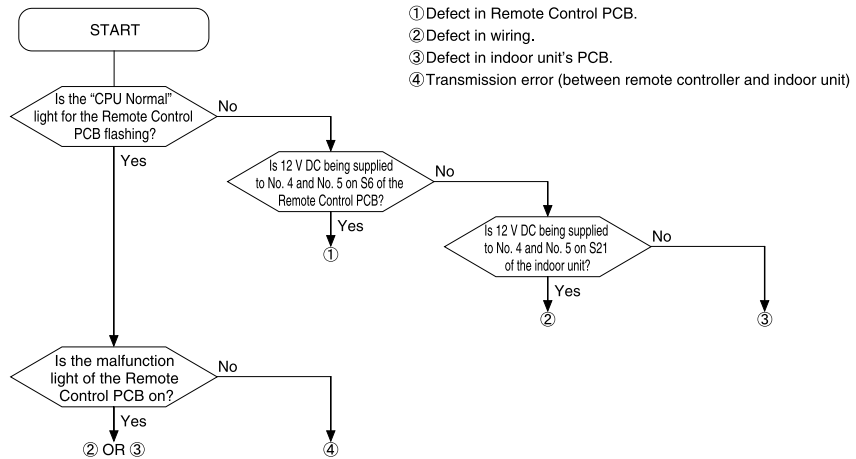 START
①Defect in Remote Control PCB.
②Defect in wiring.
③Defect in indoor unit's PCB.
④Transmission error (between remote controller and indoor unit)
Is the “CPU Normal”
light for the Remote Control
PCB flashing?
No
Yes
Is 12 V DC being supplied
to No. 4 and No. 5 on S6 of the
Remote Control PCB?
No
Yes
①
Is 12 V DC being supplied
to No. 4 and No. 5 on S21
of the indoor unit?
No
Yes
②
③
Is the malfunction
light of the Remote
Control PCB on?
No
Yes
② OR ③
④